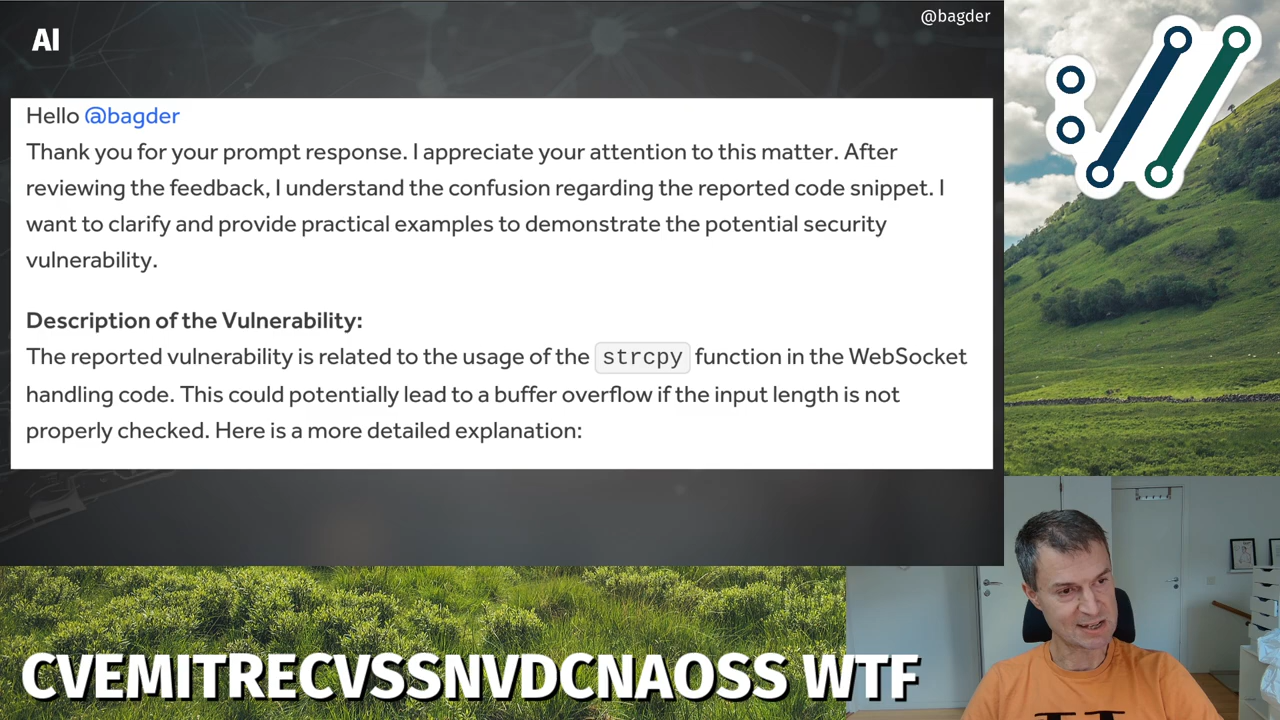 @bagder
AI
Hello @bagder
Thank you for your prompt response. I appreciate your attention to this matter. After
reviewing the feedback, I understand the confusion regarding the reported code snippet. I
want to clarify and provide practical examples to demonstrate the potential security
vulnerability.
Description of the Vulnerability:
The reported vulnerability is related to the usage of the strcpy function in the WebSocket
handling code. This could potentially lead to a buffer overflow if the input length is not
properly checked. Here is a more detailed explanation:
CVEMITRECVSSNVDCNAOSS WTF